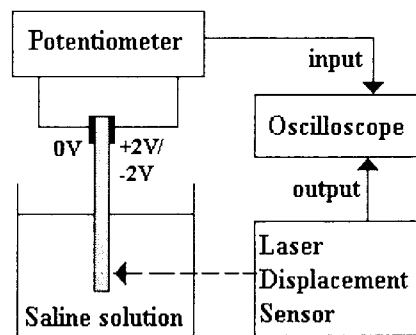 Potentiometer
input
0V
+2V/
-2V
Oscilloscope
output
Laser
Displacement
Sensor
Saline solution